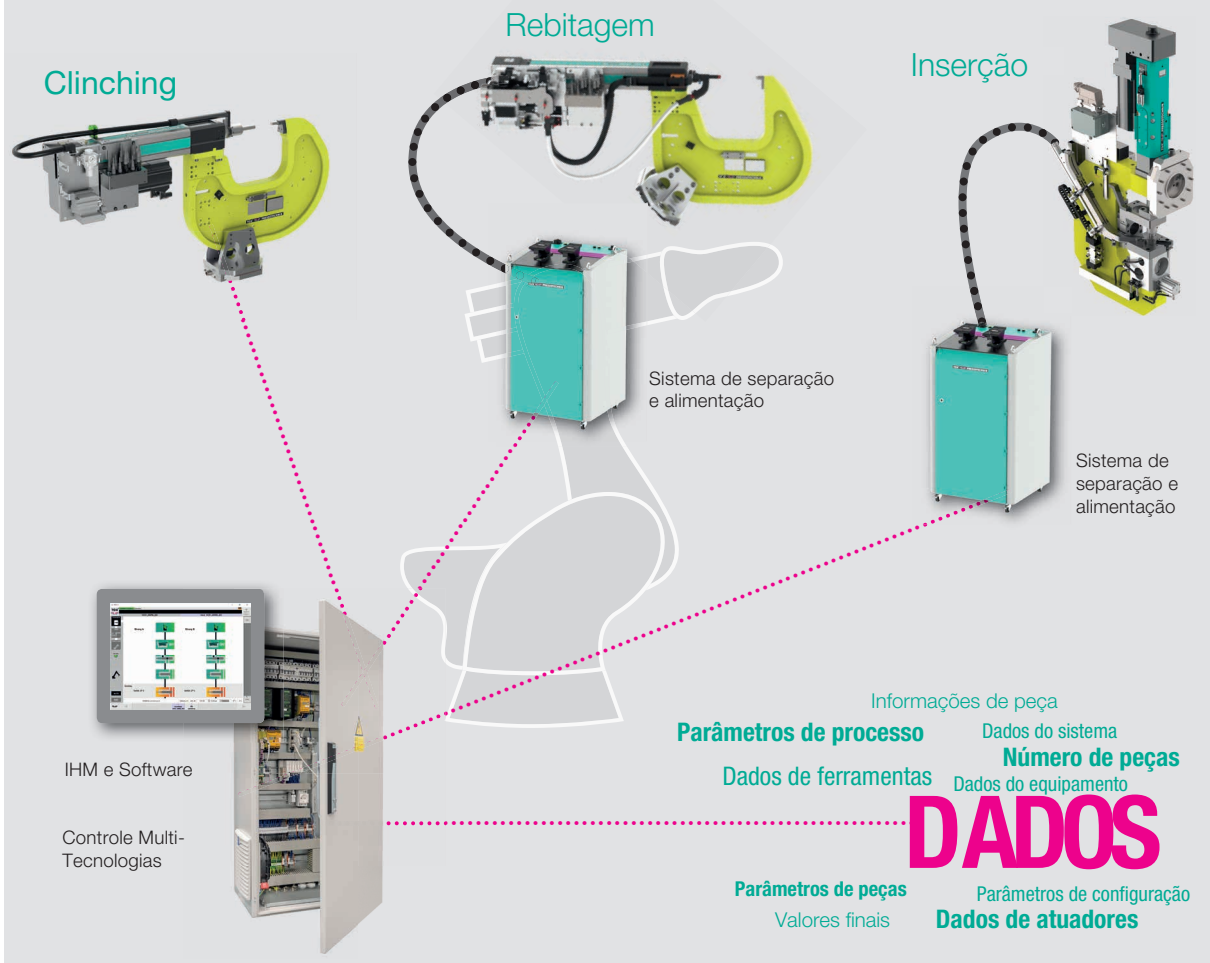 Rebitagem
Clinching
Inserção
Sistema de separação
e alimentação
Sistema de
separação e
alimentação
IHM e Software
Controle Multi-
Tecnologias
Informações de peça
Parâmetros de processo
Dados do sistema
Número de peças
Dados de ferramentas
Dados do equipamento
DADOS
Parâmetros de peças
Parâmetros de configuração
Valores finais
Dados de atuadores